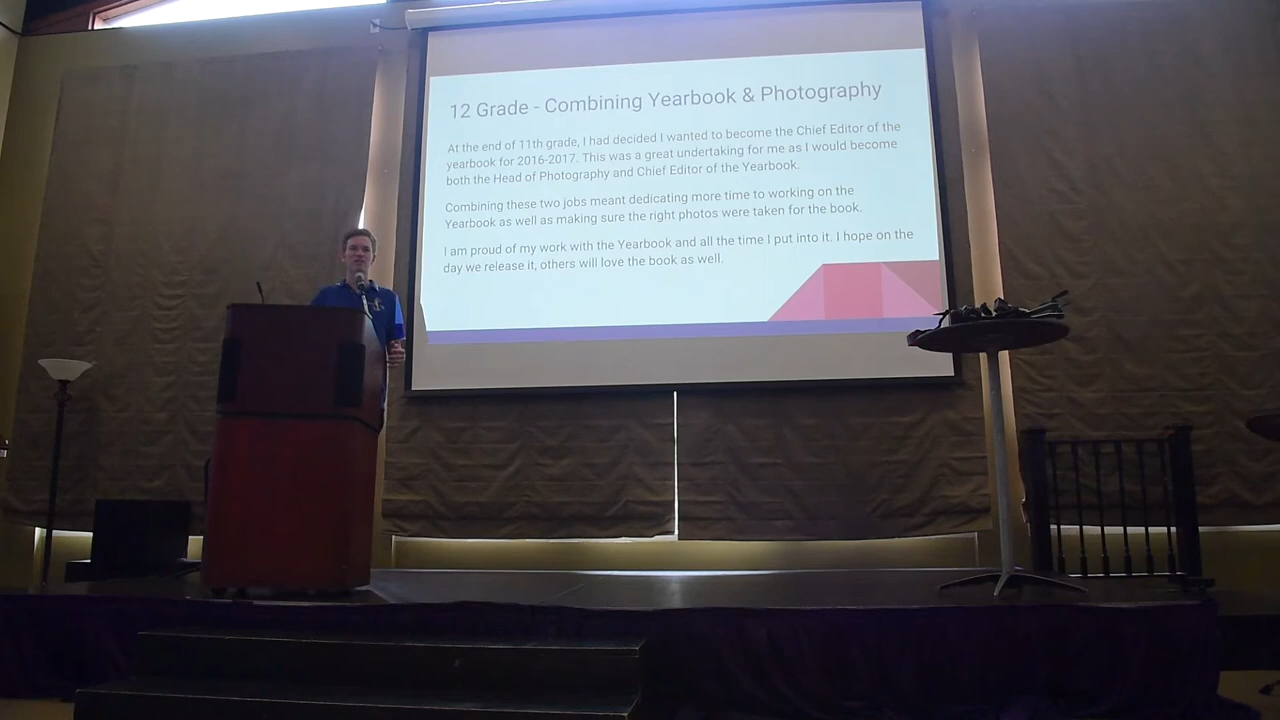 12 Grade - Combining Yearbook & Photography
At the end of 11th grade, I had decided I wanted to become the Chief Editor of the
yearbook for 2016-2017. This was a great undertaking for me as I would become
both the Head of Photography and Chief Editor of the Yearbook.
Combining these two jobs meant dedicating more time to working on the
Yearbook as well as making sure the right photos were taken for the book.
I am proud of my work with the Yearbook and all the time I put into it. I hope on the
day we release it, others will love the book as well.